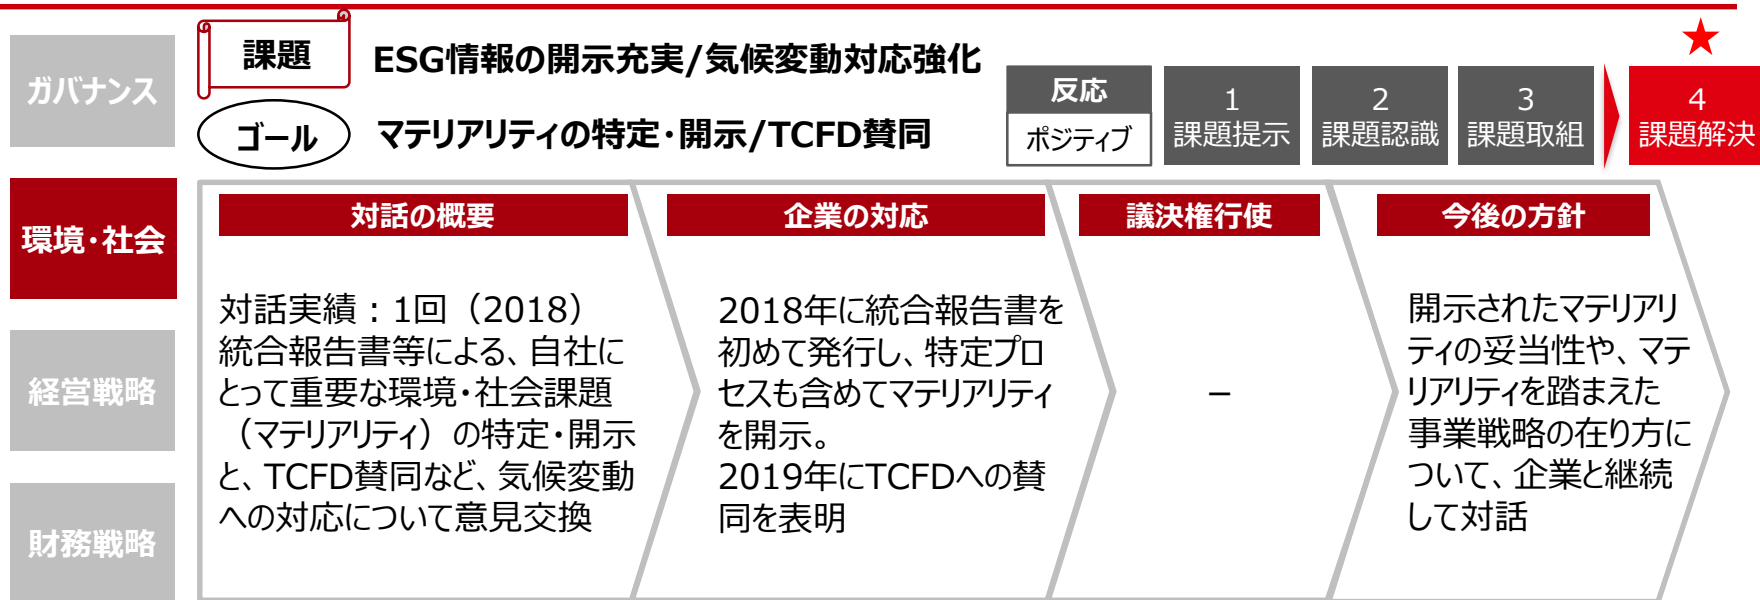 ガバナンス
環境・社会
経営戦略
財務戦略
課題
ESG情報の開示充実/気候変動対応強化
ゴール
マテリアリティの特定・開示/TCFD賛同
反応
ポジティブ
1
課題提示
2
課題認識
3
課題取組
★
4
課題解決
対話の概要
対話実績：1回（2018）
統合報告書等による、自社に
とって重要な環境・社会課題
（マテリアリティ）の特定・開示
と、TCFD賛同など、気候変動
への対応について意見交換
企業の対応
2018年に統合報告書を
初めて発行し、特定プロ
セスも含めてマテリアリティ
を開示。
2019年にTCFDへの賛
同を表明
議決権行使
－
今後の方針
開示されたマテリアリ
ティの妥当性や、マテ
リアリティを踏まえた
事業戦略の在り方に
ついて、企業と継続
して対話